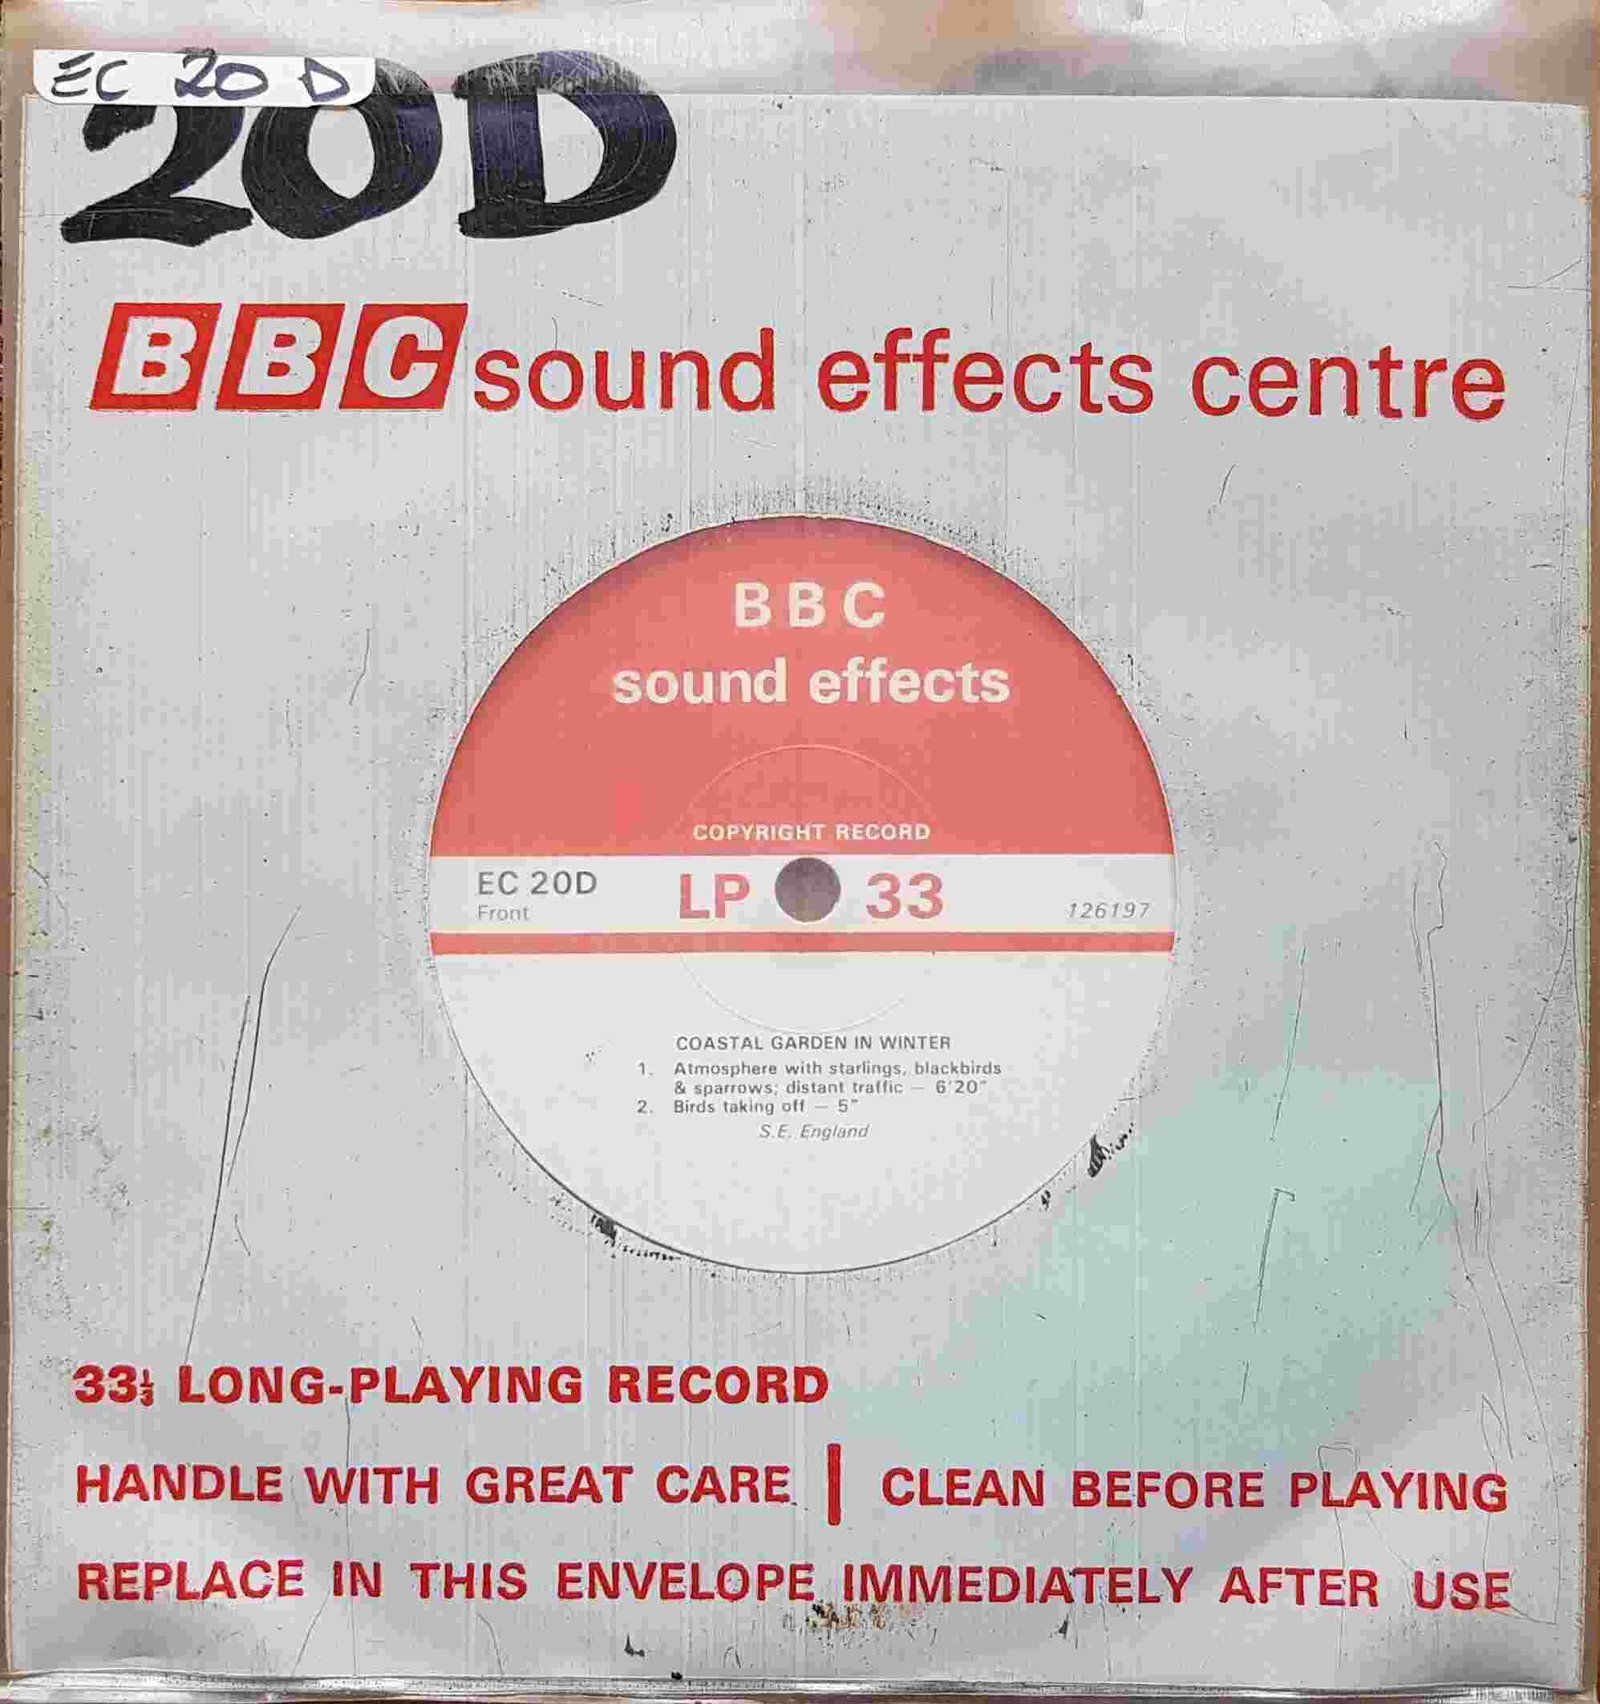 EC 20 D
20D
BBC sound effects centre
BBC
sound effects
COPYRIGHT RECORD
EC 20D LP 33
Front 126197
COASTAL GARDEN IN WINTER
1. Atmosphere with starlings, blackbirds
& sparrows; distant traffic — 6'20"
2. Birds taking off — 5"
S.E. England
33⅓ LONG-PLAYING RECORD
HANDLE WITH GREAT CARE | CLEAN BEFORE PLAYING
REPLACE IN THIS ENVELOPE IMMEDIATELY AFTER USE